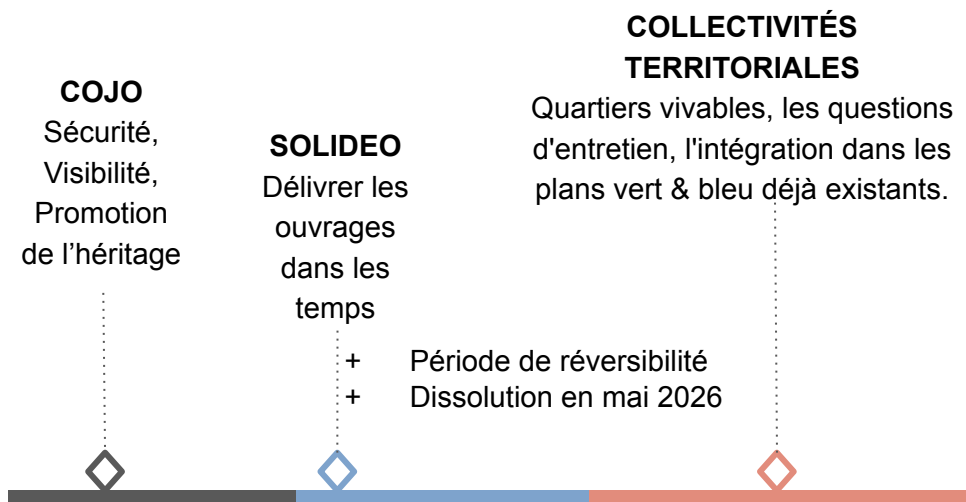 COJO
Sécurité,
Visibilité,
Promotion
de l’héritage
SOLIDEO
Délivrer les
ouvrages
dans les
temps
+ Période de réversibilité
+ Dissolution en mai 2026
COLLECTIVITÉS
TERRITORIALES
Quartiers vivables, les questions
d'entretien, l'intégration dans les
plans vert & bleu déjà existants.